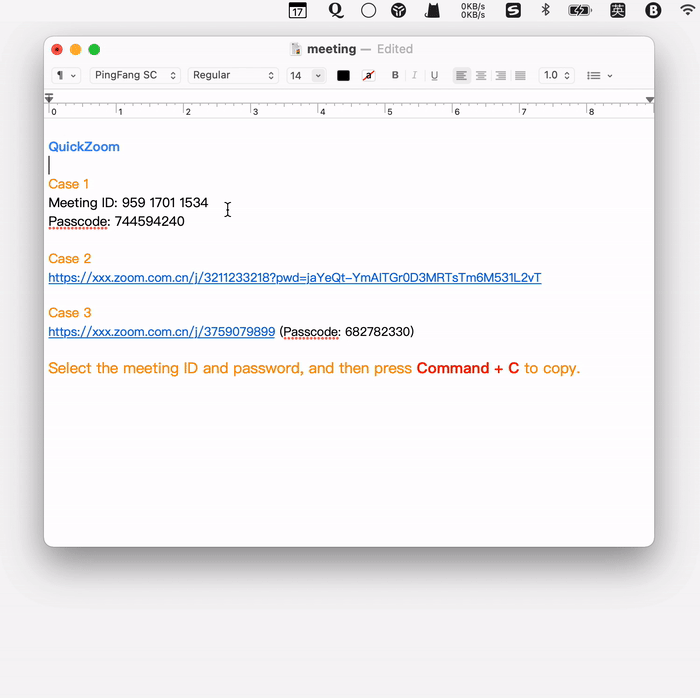 17
0KB/s
0KB/s
英
meeting — Edited
¶ PingFang SC Regular 14 a B I U 1.0
0 1 2 3 4 5 6 7 8
QuickZoom
Case 1
Meeting ID: 959 1701 1534
Passcode: 744594240
Case 2
https://xxx.zoom.com.cn/j/3211233218?pwd=jaYeQt-YmAlTGr0D3MRTsTm6M531L2vT
Case 3
https://xxx.zoom.com.cn/j/3759079899 (Passcode: 682782330)
Select the meeting ID and password, and then press Command + C to copy.